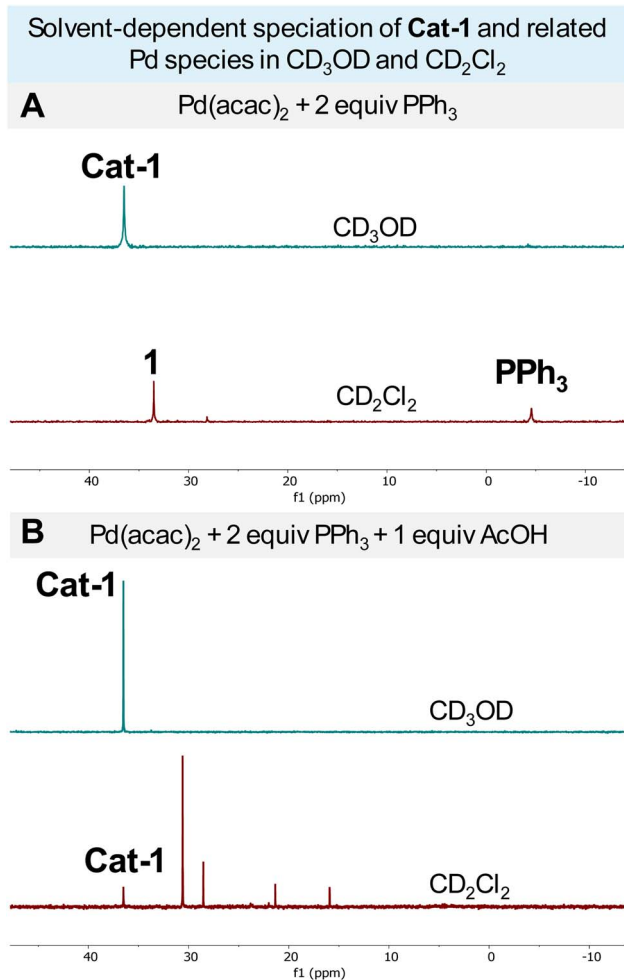 Solvent-dependent speciation of Cat-1 and related
Pd species in CD₃OD and CD₂Cl₂
A Pd(acac)₂ + 2 equiv PPh₃
Cat-1
CD₃OD
1
PPh₃
CD₂Cl₂
40 30 20 10 0 -10
f1 (ppm)
B Pd(acac)₂ + 2 equiv PPh₃ + 1 equiv AcOH
Cat-1
CD₃OD
Cat-1
CD₂Cl₂
40 30 20 10 0 -10
f1 (ppm)